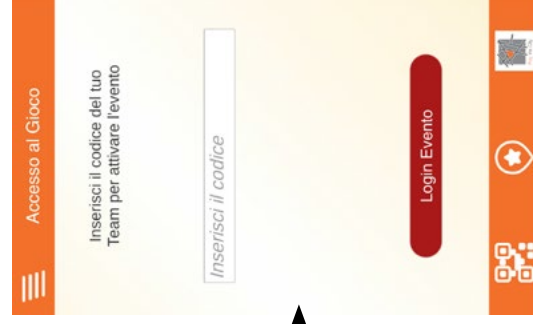 Accesso al Gioco
Inserisci il codice del tuo
Team per attivare l'evento
Inserisci il codice
Login Evento